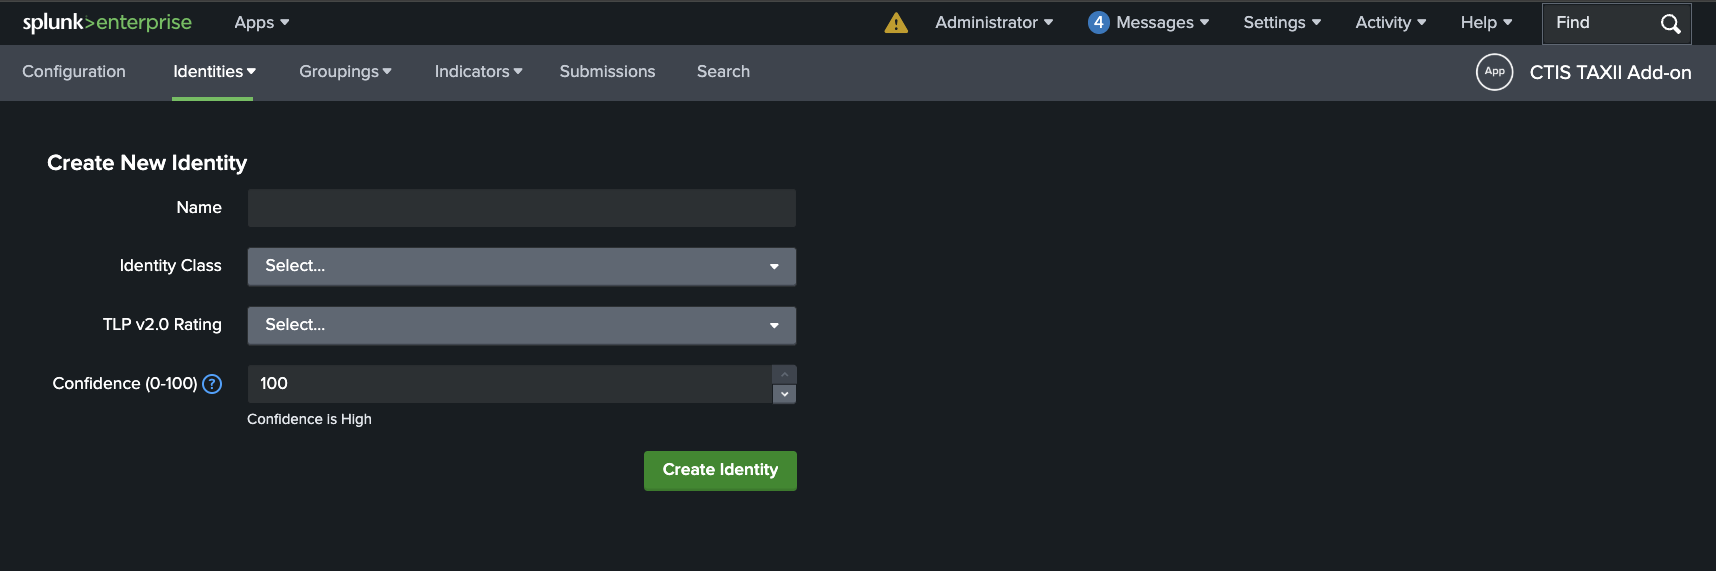 splunk>enterprise Apps Administrator 4 Messages Settings Activity Help Find
Configuration Identities Groupings Indicators Submissions Search App CTIS TAXII Add-on
Create New Identity
Name
Identity Class Select...
TLP v2.0 Rating Select...
Confidence (0-100) ? 100
Confidence is High
Create Identity